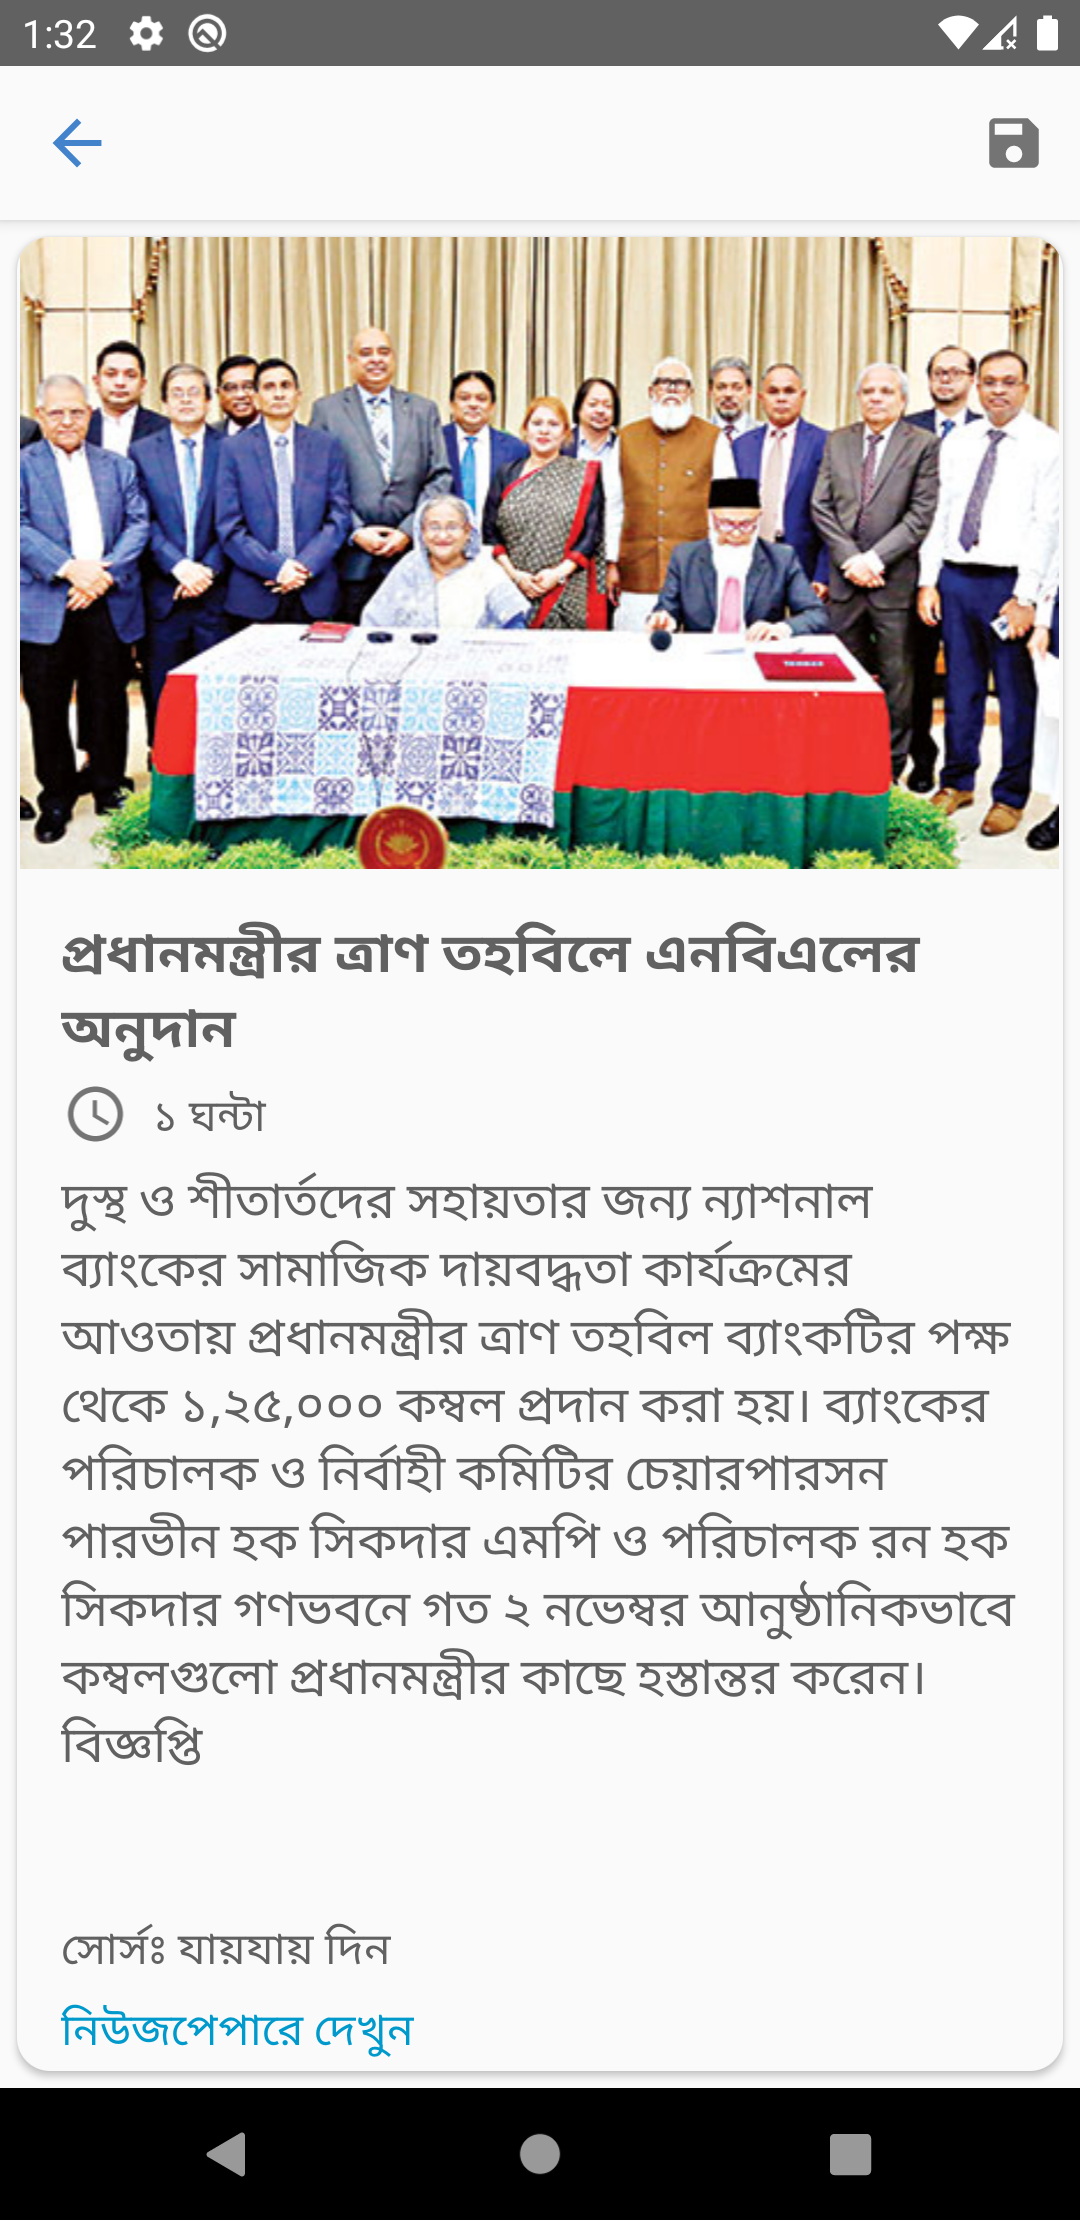 1:32
প্রধানমন্ত্রীর ত্রাণ তহবিলে এনবিএলের
অনুদান
১ ঘন্টা
দুস্থ ও শীতার্তদের সহায়তার জন্য ন্যাশনাল
ব্যাংকের সামাজিক দায়বদ্ধতা কার্যক্রমের
আওতায় প্রধানমন্ত্রীর ত্রাণ তহবিল ব্যাংকটির পক্ষ
থেকে ১,২৫,০০০ কম্বল প্রদান করা হয়। ব্যাংকের
পরিচালক ও নির্বাহী কমিটির চেয়ারপারসন
পারভীন হক সিকদার এমপি ও পরিচালক রন হক
সিকদার গণভবনে গত ২ নভেম্বর আনুষ্ঠানিকভাবে
কম্বলগুলো প্রধানমন্ত্রীর কাছে হস্তান্তর করেন।
বিজ্ঞপ্তি
সোর্সঃ যায়যায় দিন
নিউজপেপারে দেখুন